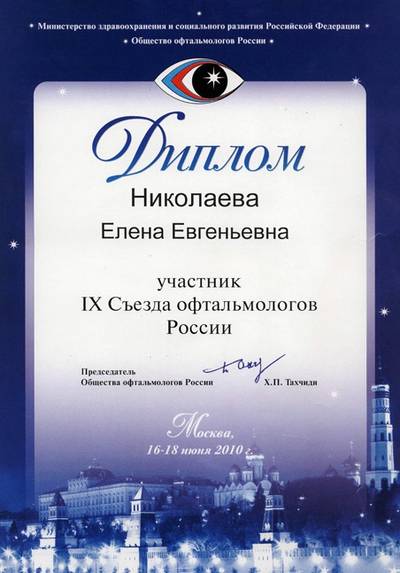 Министерство здравоохранения и социального развития Российской Федерации
Общество офтальмологов России
Диплом
Николаева
Елена Евгеньевна
участник
IX Съезда офтальмологов
России
Председатель
Общества офтальмологов России Х.П. Тахчиди
Москва,
16-18 июня 2010 г.